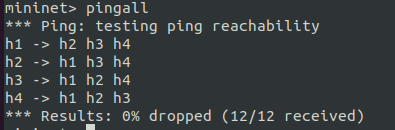 mininet> pingall
*** Ping: testing ping reachability
h1 -> h2 h3 h4
h2 -> h1 h3 h4
h3 -> h1 h2 h4
h4 -> h1 h2 h3
*** Results: 0% dropped (12/12 received)